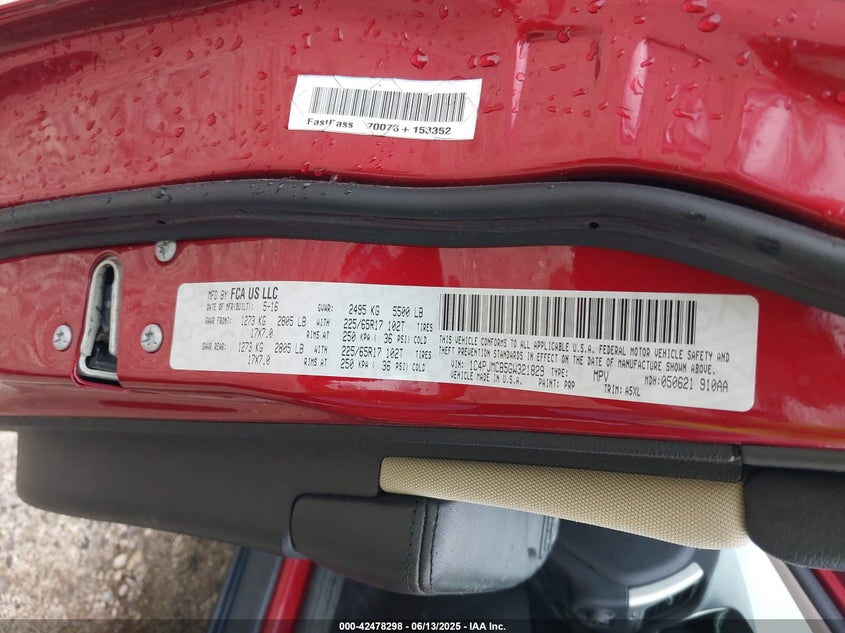 FastPass 70076+153352
MFD BY FCA US LLC
DATE OF MFR(BUILT): 5-16 GVWR: 2495 KG 5500 LB
GAWR FRONT: 1273 KG 2805 LB WITH 225/65R17 102T TIRES
17X7.0 RIMS AT 250 KPA ( 36 PSI) COLD
GAWR REAR: 1273 KG 2805 LB WITH 225/65R17 102T TIRES
17X7.0 RIMS AT 250 KPA ( 36 PSI) COLD
THIS VEHICLE CONFORMS TO ALL APPLICABLE U.S.A. FEDERAL MOTOR VEHICLE SAFETY AND
THEFT PREVENTION STANDARDS IN EFFECT ON THE DATE OF MANUFACTURE SHOWN ABOVE.
VIN: 1C4PJMCB5GW321829 TYPE: MPV MDH: 050621 910AA
VEHICLE MADE IN U.S.A. PAINT: PRP TRIM: A5XL
000-42478298 - 06/13/2025 - IAA Inc.